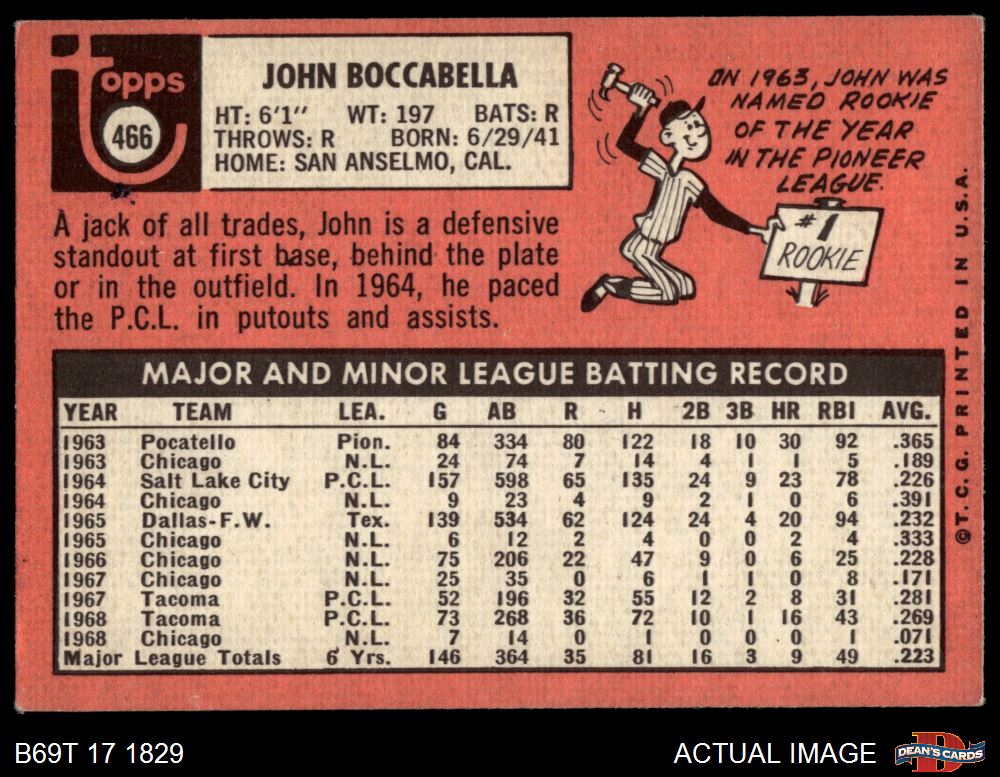 topps
466
JOHN BOCCABELLA
HT: 6'1" WT: 197 BATS: R
THROWS: R BORN: 6/29/41
HOME: SAN ANSELMO, CAL.
ON 1963, JOHN WAS
NAMED ROOKIE
OF THE YEAR
IN THE PIONEER
LEAGUE.
#1
ROOKIE
A jack of all trades, John is a defensive
standout at first base, behind the plate
or in the outfield. In 1964, he paced
the P.C.L. in putouts and assists.
MAJOR AND MINOR LEAGUE BATTING RECORD
YEAR TEAM LEA. G AB R H 2B 3B HR RBI AVG.
1963 Pocatello Pion. 84 334 80 122 18 10 30 92 .365
1963 Chicago N.L. 24 74 7 14 4 1 1 5 .189
1964 Salt Lake City P.C.L. 157 598 65 135 24 9 23 78 .226
1964 Chicago N.L. 9 23 4 9 2 1 0 6 .391
1965 Dallas-F.W. Tex. 139 534 62 124 24 4 20 94 .232
1965 Chicago N.L. 6 12 2 4 0 0 2 4 .333
1966 Chicago N.L. 75 206 22 47 9 0 6 25 .228
1967 Chicago N.L. 25 35 0 6 1 1 0 8 .171
1967 Tacoma P.C.L. 52 196 32 55 12 2 8 31 .281
1968 Tacoma P.C.L. 73 268 36 72 10 1 16 43 .269
1968 Chicago N.L. 7 14 0 1 0 0 0 1 .071
Major League Totals 6 Yrs. 146 364 35 81 16 3 9 49 .223
©T.C.G. PRINTED IN U.S.A.
B69T 17 1829
ACTUAL IMAGE
D
DEAN'S CARDS